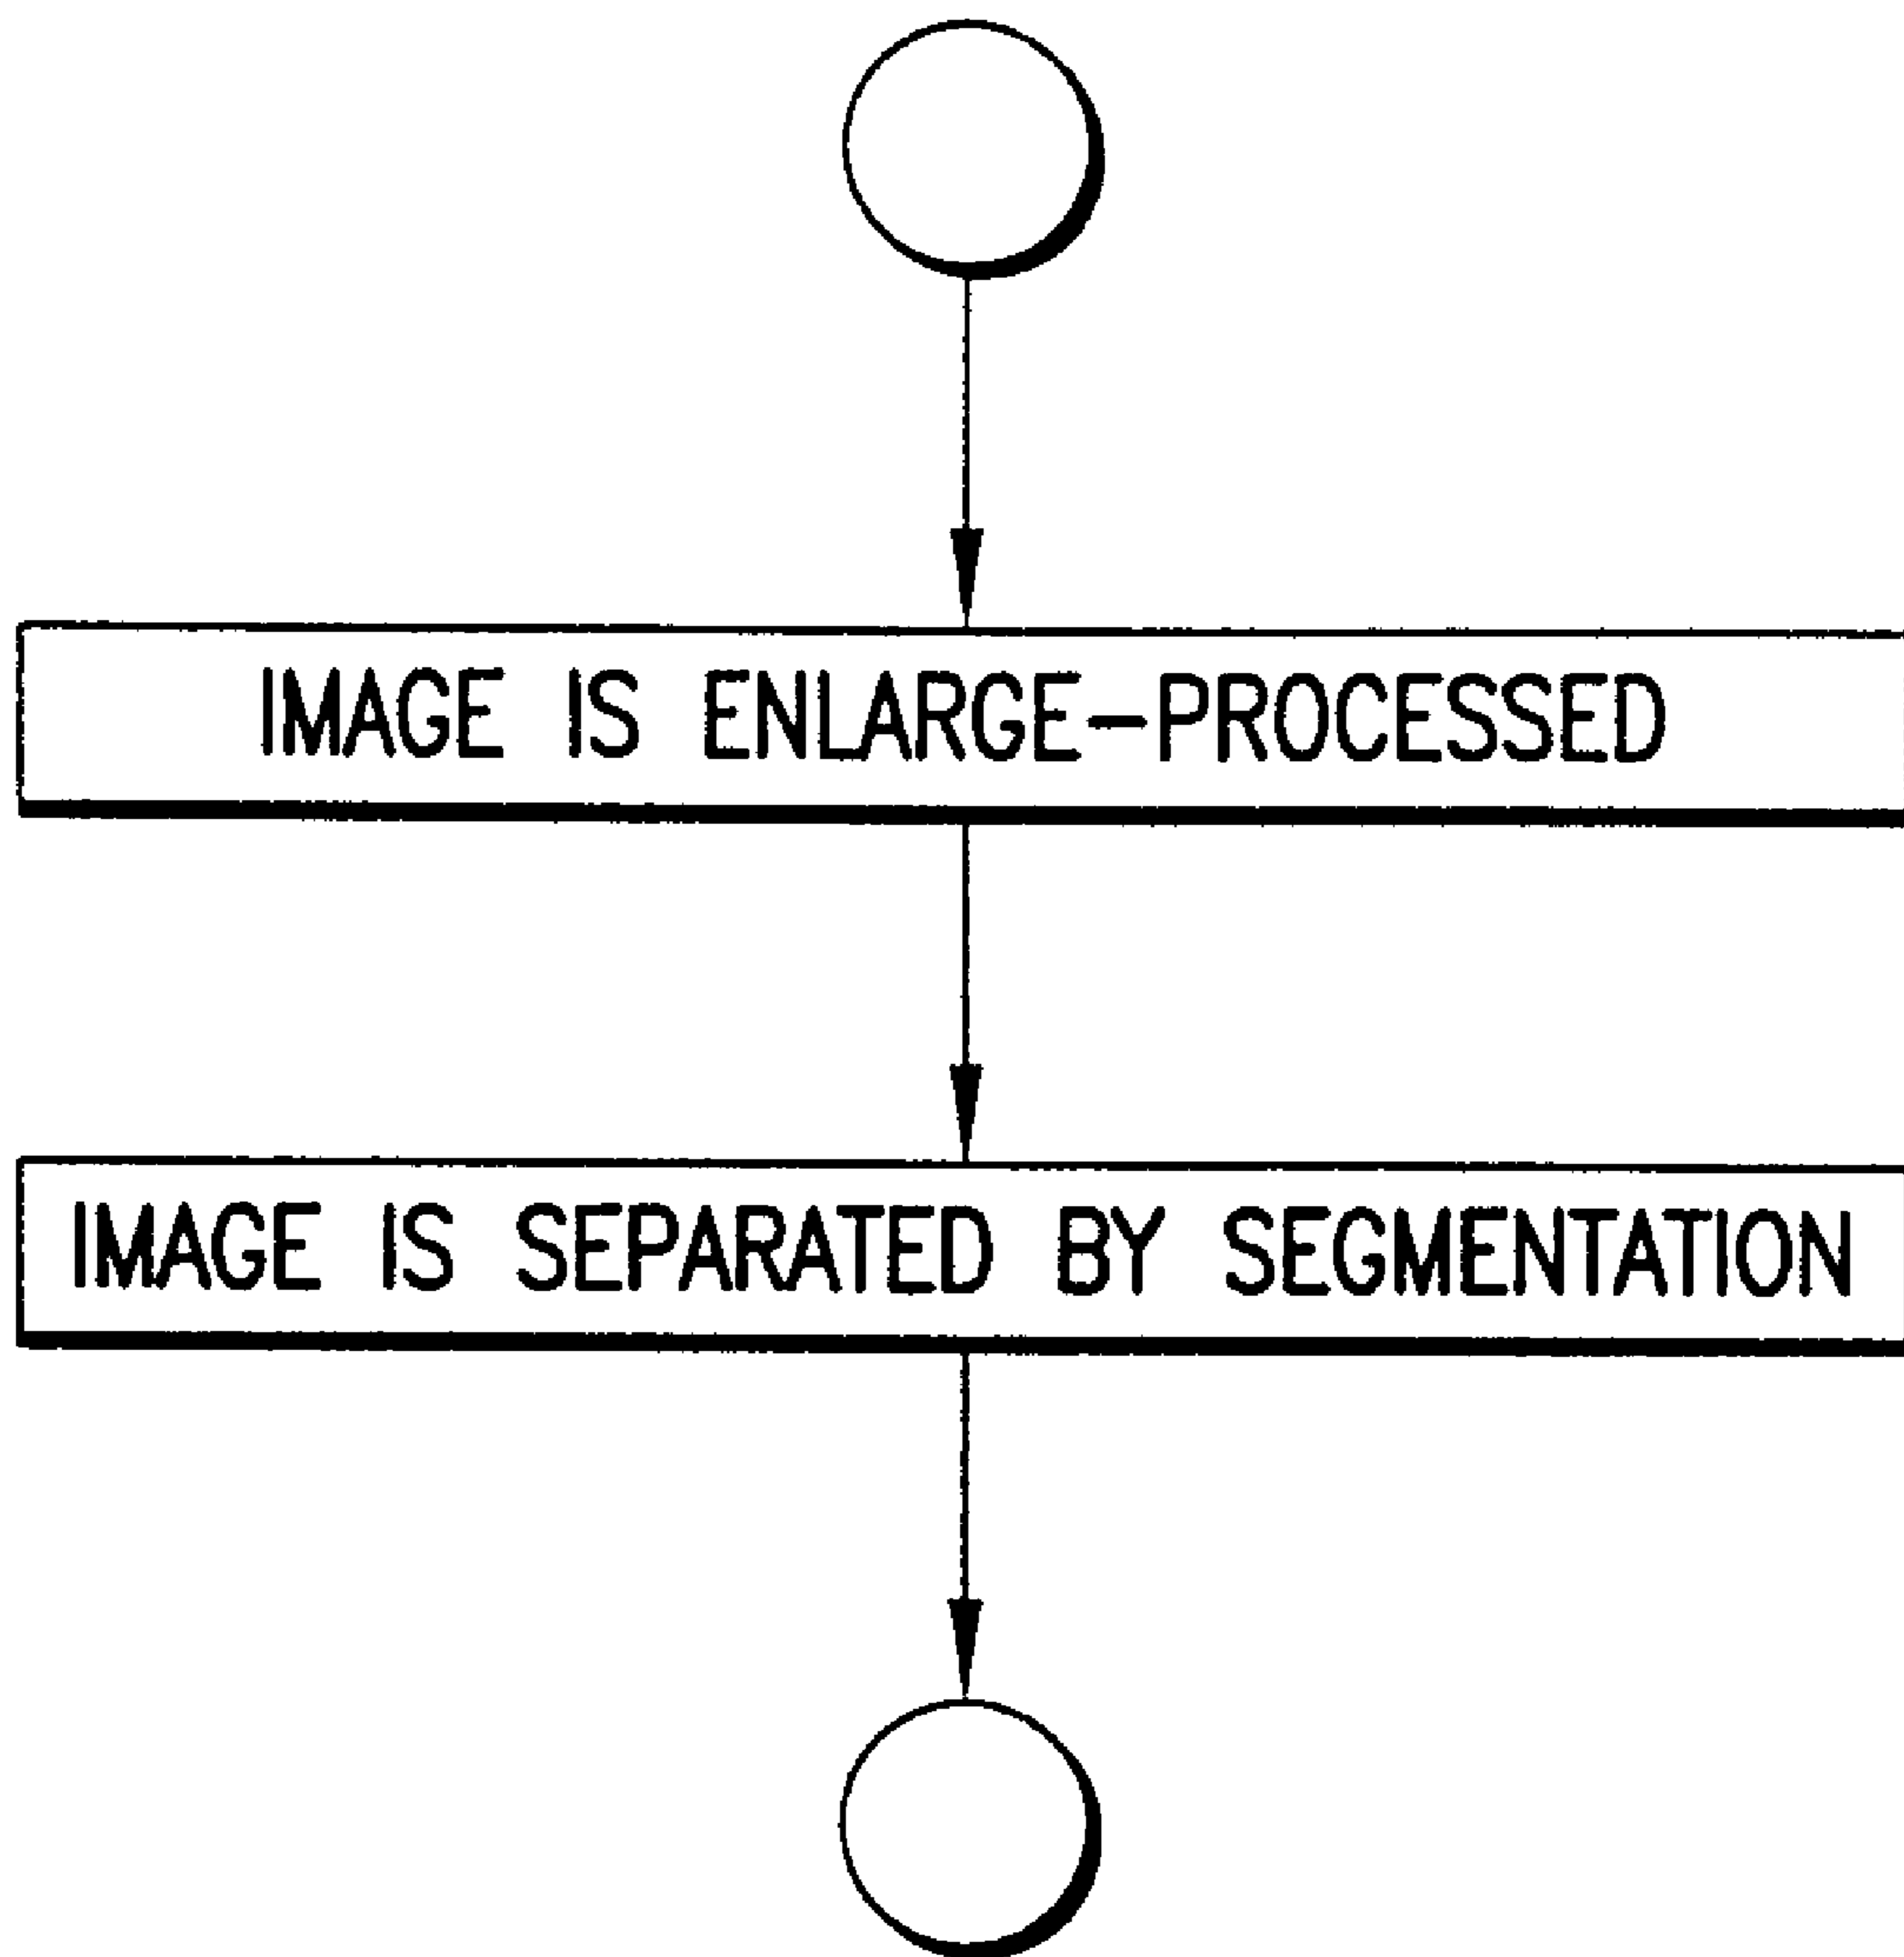 IMAGE IS ENLARGE-PROCESSED
IMAGE IS SEPARATED BY SEGMENTATION